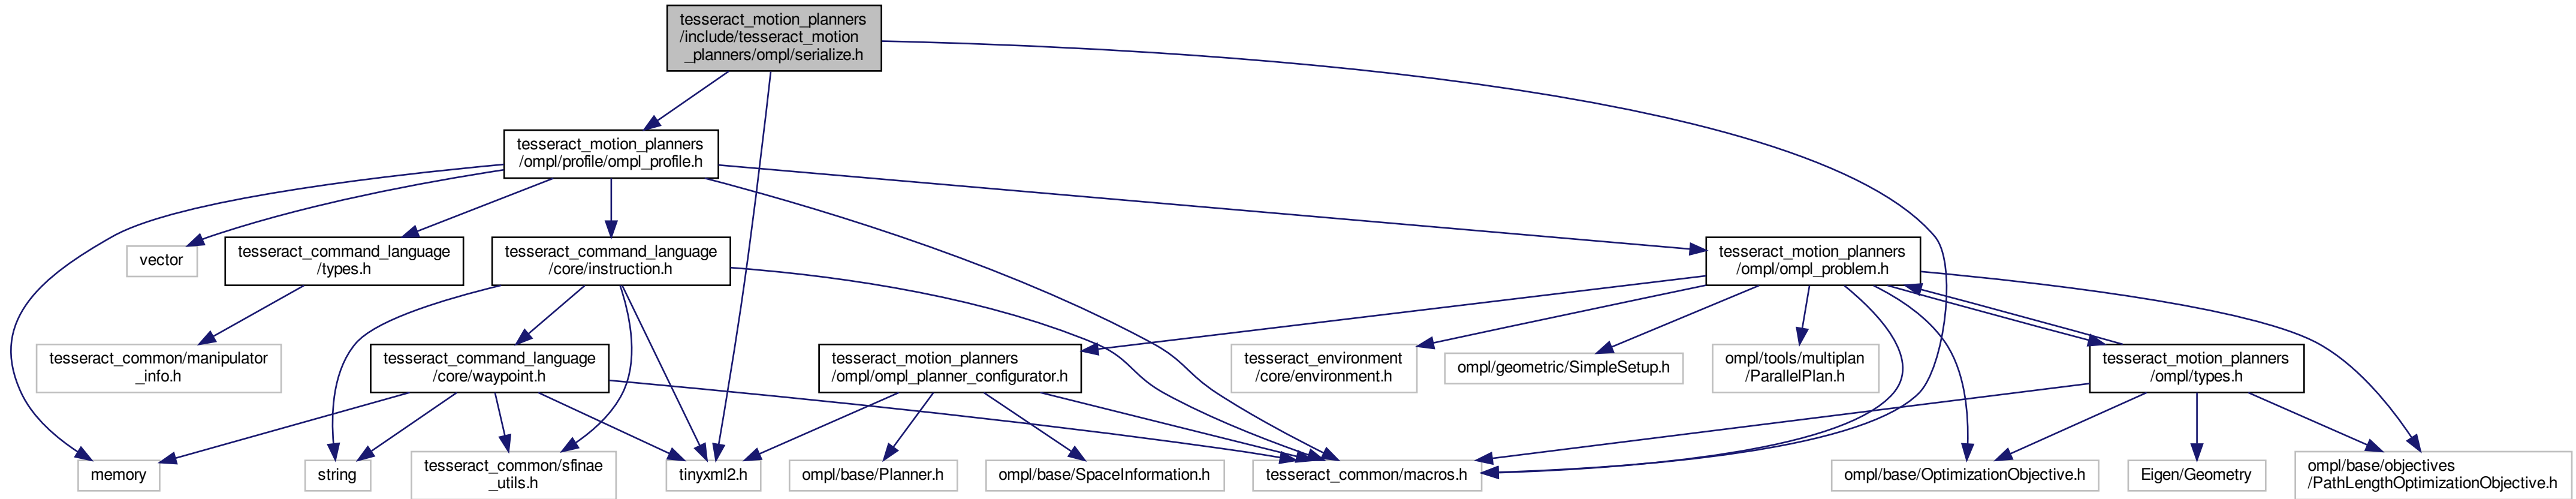 tesseract_motion_planners
/include/tesseract_motion
_planners/ompl/serialize.h
tesseract_motion_planners
/ompl/profile/ompl_profile.h
vector
tesseract_command_language
/types.h
tesseract_command_language
/core/instruction.h
tesseract_motion_planners
/ompl/ompl_problem.h
tesseract_common/manipulator
_info.h
tesseract_command_language
/core/waypoint.h
tesseract_motion_planners
/ompl/ompl_planner_configurator.h
tesseract_environment
/core/environment.h
ompl/geometric/SimpleSetup.h
ompl/tools/multiplan
/ParallelPlan.h
tesseract_motion_planners
/ompl/types.h
memory
string
tesseract_common/sfinae
_utils.h
tinyxml2.h
ompl/base/Planner.h
ompl/base/SpaceInformation.h
tesseract_common/macros.h
ompl/base/OptimizationObjective.h
Eigen/Geometry
ompl/base/objectives
/PathLengthOptimizationObjective.h